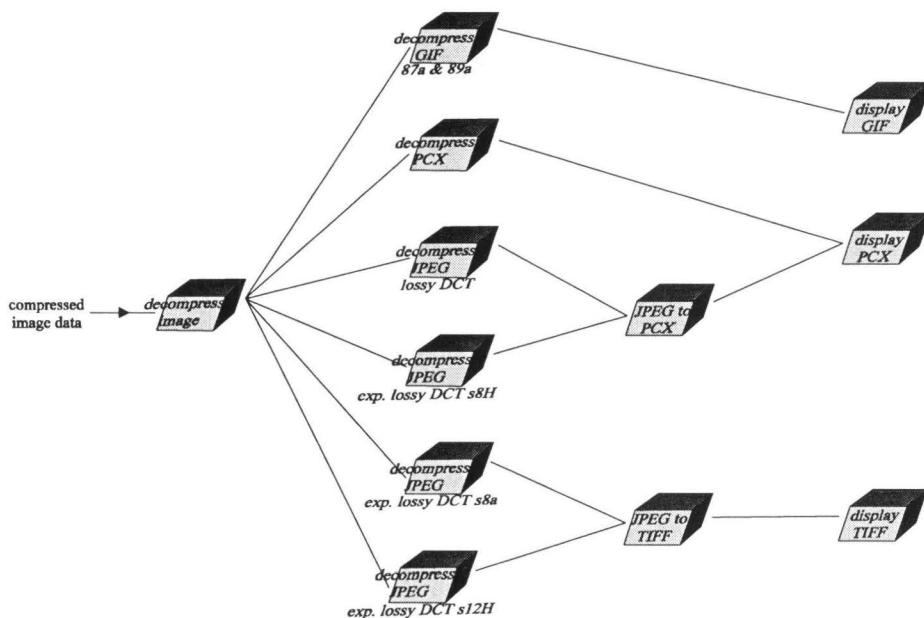 decompress
GIF
87a & 89a
display
GIF
decompress
PCX
display
PCX
decompress
JPEG
lossy DCT
compressed
image data
decompress
image
JPEG to
PCX
decompress
JPEG
exp. lossy DCT s8H
decompress
JPEG
exp. lossy DCT s8a
JPEG to
TIFF
display
TIFF
decompress
JPEG
exp. lossy DCT s12H